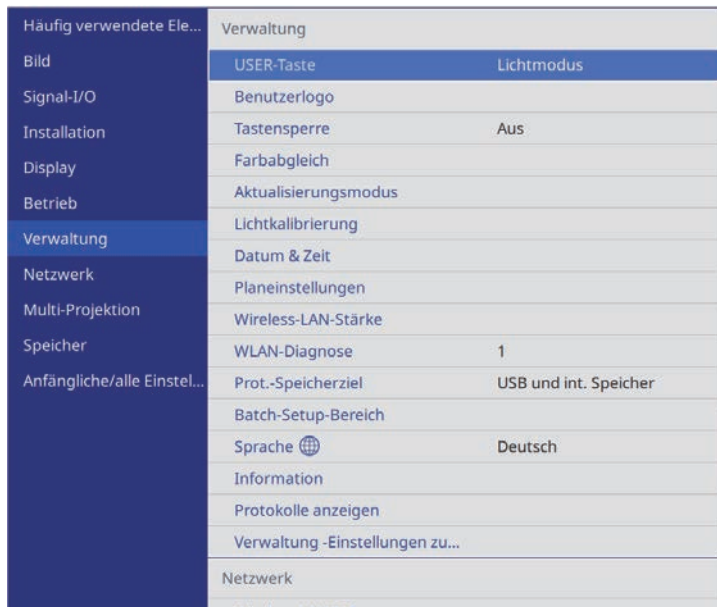 Häufig verwendete Ele...
Bild
Signal-I/O
Installation
Display
Betrieb
Verwaltung
Netzwerk
Multi-Projektion
Speicher
Anfängliche/alle Einstel...
Verwaltung
USER-Taste Lichtmodus
Benutzerlogo
Tastensperre Aus
Farbabgleich
Aktualisierungsmodus
Lichtkalibrierung
Datum & Zeit
Planeinstellungen
Wireless-LAN-Stärke
WLAN-Diagnose 1
Prot.-Speicherziel USB und int. Speicher
Batch-Setup-Bereich
Sprache Deutsch
Information
Protokolle anzeigen
Verwaltung -Einstellungen zu...
Netzwerk